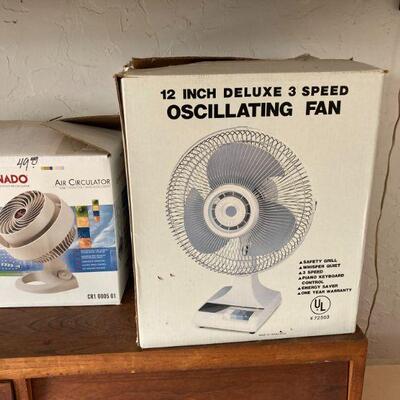 49.00
NADO
AIR CIRCULATOR
CR1 0005 01
12 INCH DELUXE 3 SPEED
OSCILLATING FAN
▲SAFETY GRILL
▲WHISPER QUIET
▲3 SPEED
▲PIANO KEYBOARD
CONTROL
▲ENERGY SAVER
▲ONE YEAR WARRANTY
UL